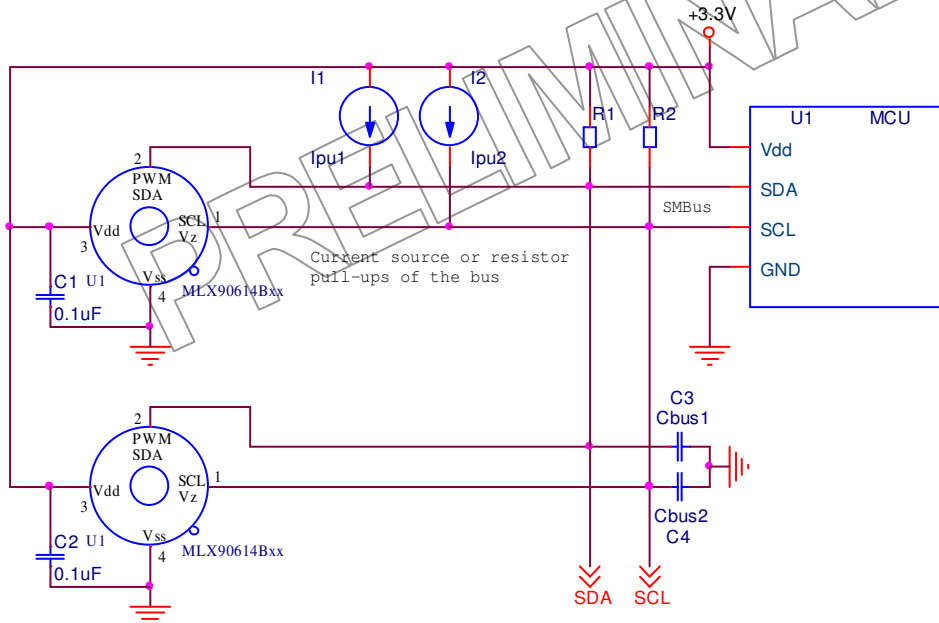 PRELIMINA
+3.3V
I1
I2
R1
R2
U1
MCU
Ipu1
Ipu2
Vdd
SDA
SCL
GND
SMBus
2
PWM
SDA
SCL
Vz
1
Vdd
3
Vss
4
MLX90614Bxx
C1
U1
0.1uF
Current source or resistor
pull-ups of the bus
C3
Cbus1
2
PWM
SDA
SCL
Vz
1
Vdd
3
Vss
4
MLX90614Bxx
C2
U1
0.1uF
Cbus2
C4
SDA
SCL